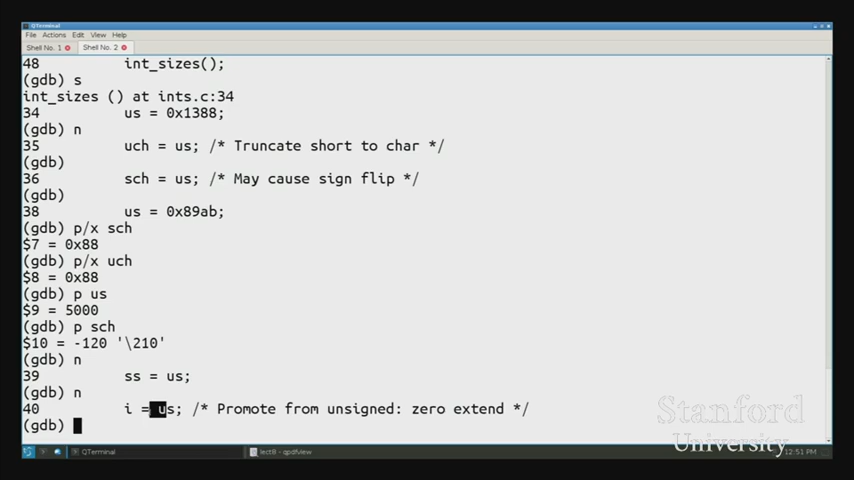 QTerminal
File Actions Edit View Help
Shell No. 1 Shell No. 2
48 int_sizes();
(gdb) s
int_sizes () at ints.c:34
34 us = 0x1388;
(gdb) n
35 uch = us; /* Truncate short to char */
(gdb)
36 sch = us; /* May cause sign flip */
(gdb)
38 us = 0x89ab;
(gdb) p/x sch
$7 = 0x88
(gdb) p/x uch
$8 = 0x88
(gdb) p us
$9 = 5000
(gdb) p sch
$10 = -120 '\210'
(gdb) n
39 ss = us;
(gdb) n
40 i = us; /* Promote from unsigned: zero extend */
(gdb)
Stanford
University
QTerminal lect8 - qpdfview 12:51 PM